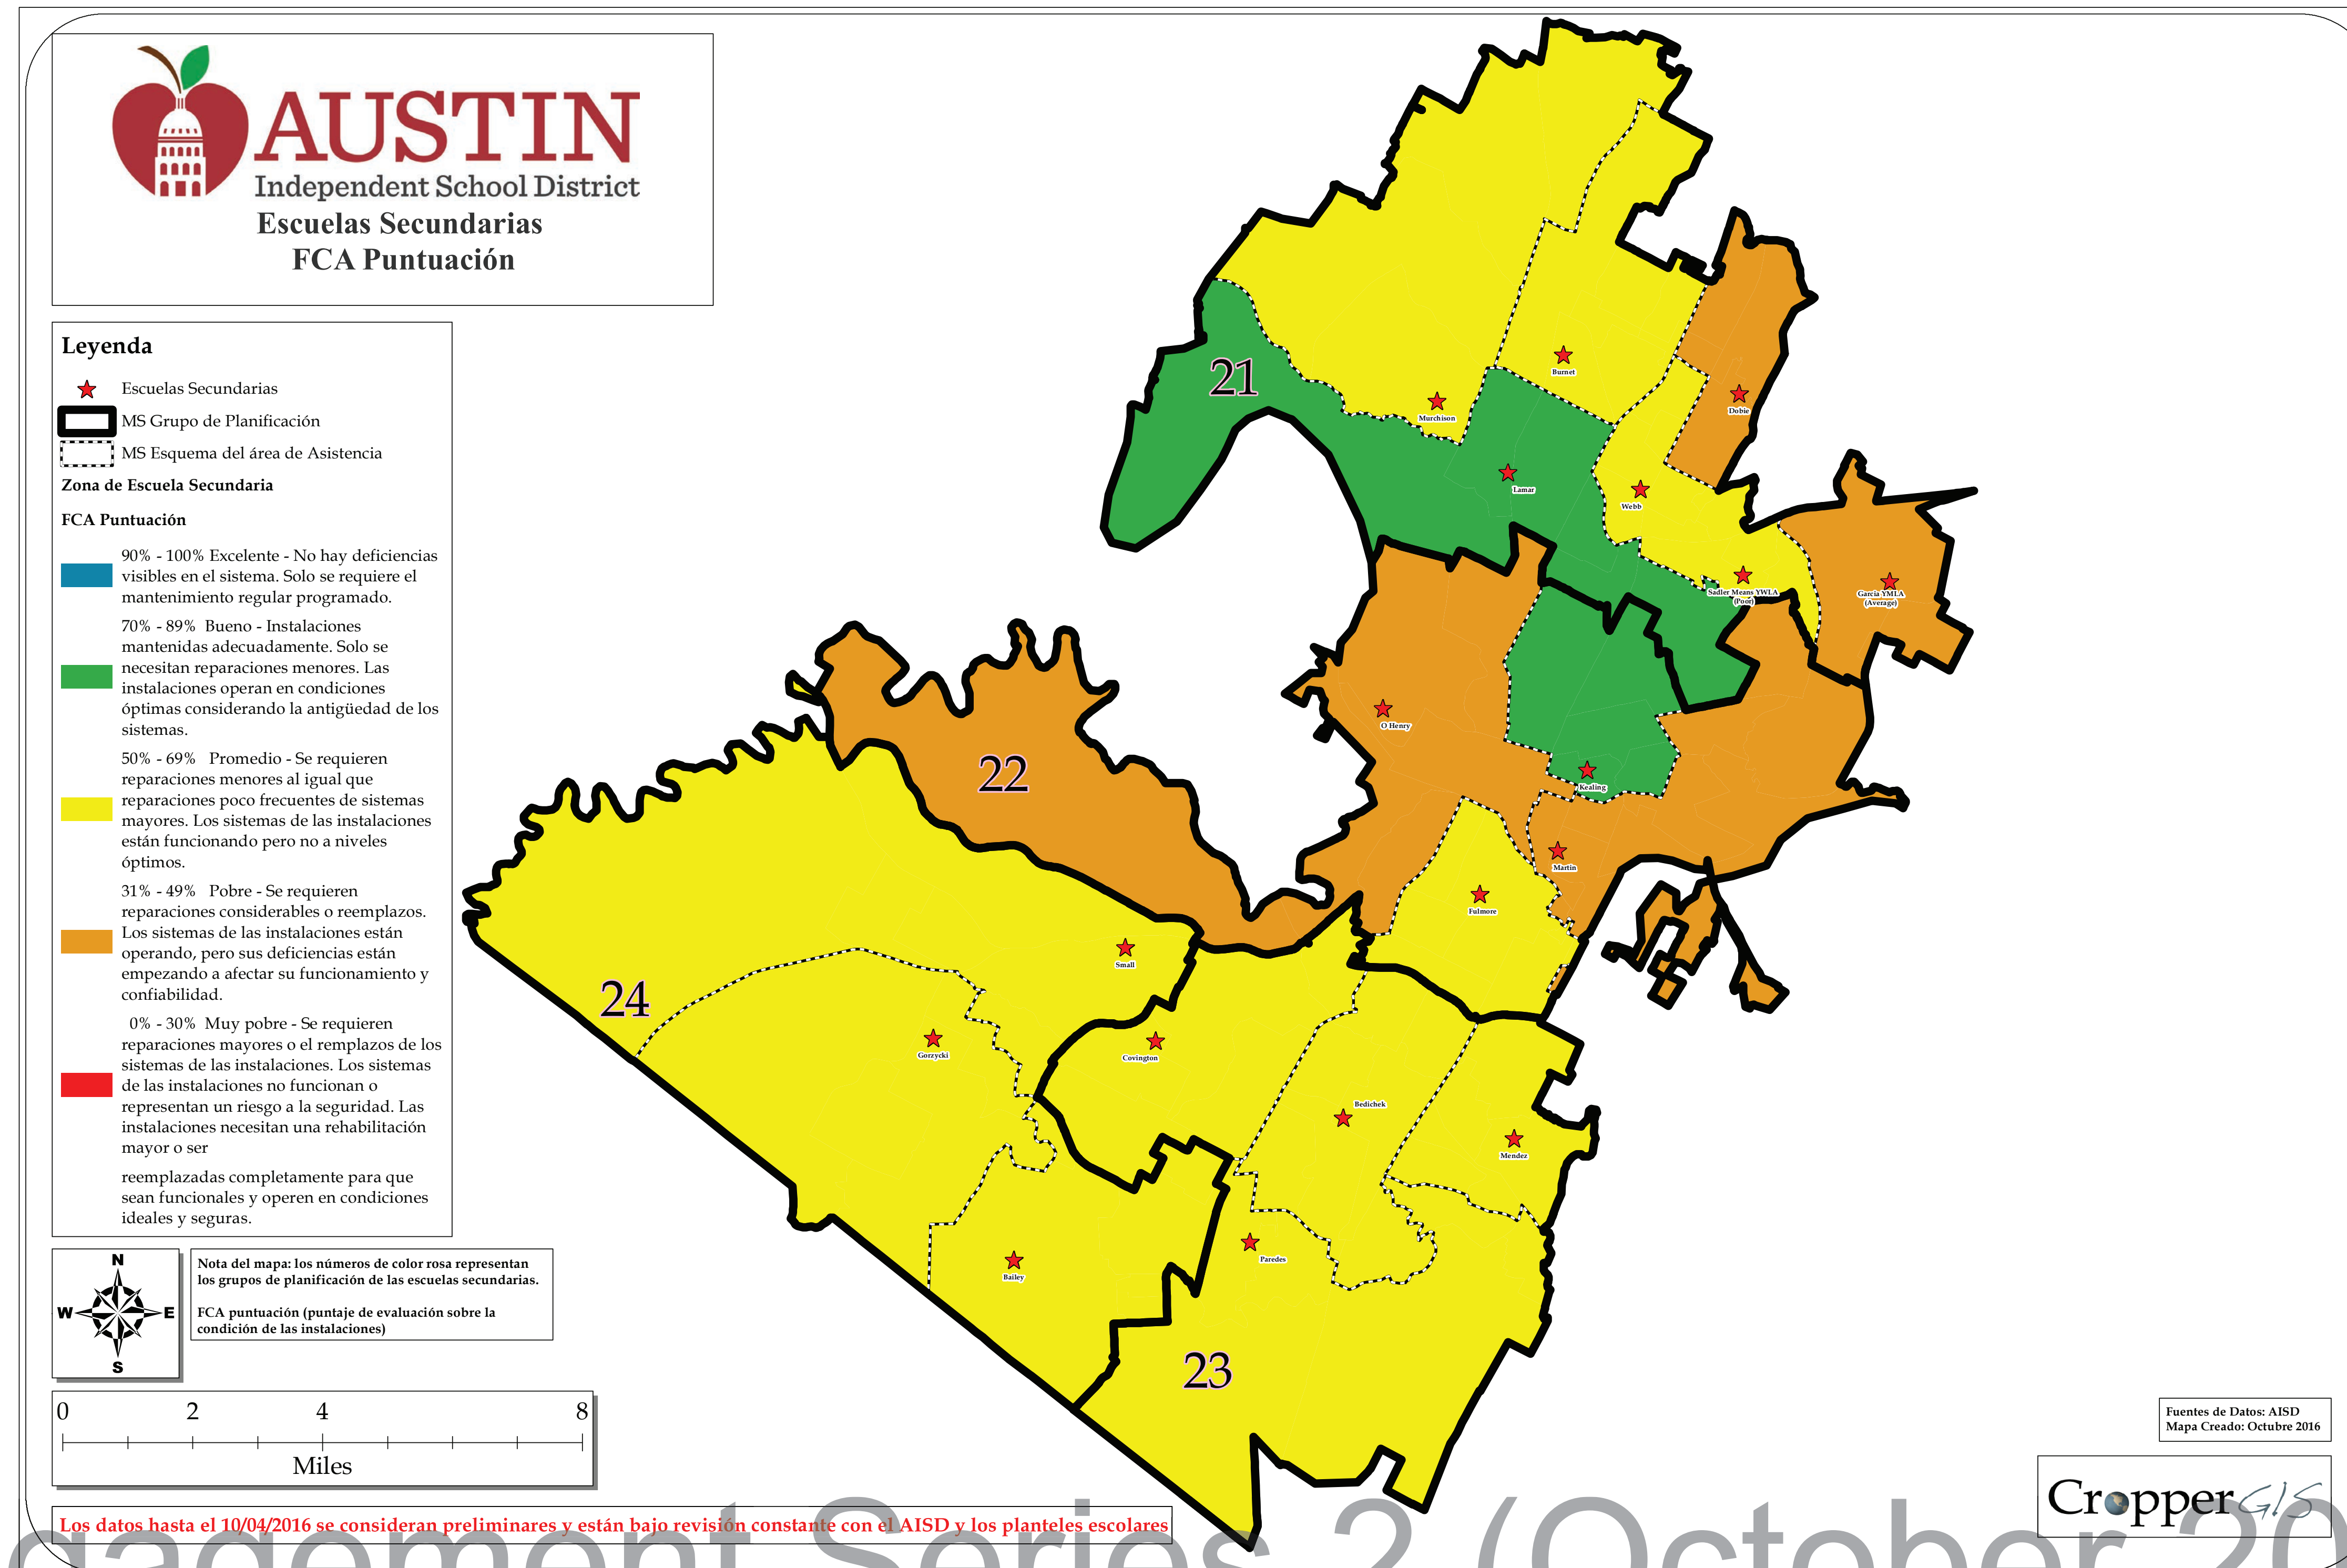 AUSTIN
Independent School District
Escuelas Secundarias
FCA Puntuación
Leyenda
Escuelas Secundarias
MS Grupo de Planificación
MS Esquema del área de Asistencia
Zona de Escuela Secundaria
FCA Puntuación
90% - 100% Excelente - No hay deficiencias
visibles en el sistema. Solo se requiere el
mantenimiento regular programado.
70% - 89% Bueno - Instalaciones
mantenidas adecuadamente. Solo se
necesitan reparaciones menores. Las
instalaciones operan en condiciones
óptimas considerando la antigüedad de los
sistemas.
50% - 69% Promedio - Se requieren
reparaciones menores al igual que
reparaciones poco frecuentes de sistemas
mayores. Los sistemas de las instalaciones
están funcionando pero no a niveles
óptimos.
31% - 49% Pobre - Se requieren
reparaciones considerables o reemplazos.
Los sistemas de las instalaciones están
operando, pero sus deficiencias están
empezando a afectar su funcionamiento y
confiabilidad.
0% - 30% Muy pobre - Se requieren
reparaciones mayores o el remplazos de los
sistemas de las instalaciones. Los sistemas
de las instalaciones no funcionan o
representan un riesgo a la seguridad. Las
instalaciones necesitan una rehabilitación
mayor o ser
reemplazadas completamente para que
sean funcionales y operen en condiciones
ideales y seguras.
N
W E
S
Nota del mapa: los números de color rosa representan
los grupos de planificación de las escuelas secundarias.
FCA puntuación (puntaje de evaluación sobre la
condición de las instalaciones)
0 2 4 8
Miles
Los datos hasta el 10/04/2016 se consideran preliminares y están bajo revisión constante con el AISD y los planteles escolares
21
Burnet
Murchison
Dobie
Lamar
Webb
Sadler Means YWLA
(Poor)
Garcia YMLA
(Average)
O Henry
22
Kealing
Martin
Fulmore
Small
24
Gorzycki
Covington
Bedichek
Mendez
Paredes
Bailey
23
Fuentes de Datos: AISD
Mapa Creado: Octubre 2016
Cropper GIS
gagement Series 2 (October 20